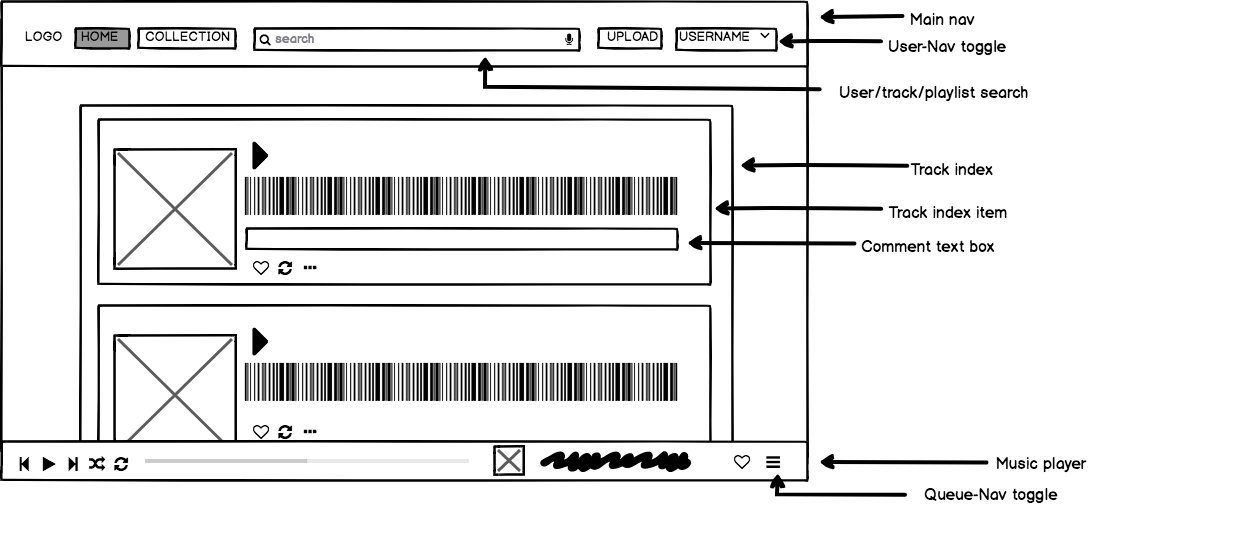 LOGO HOME COLLECTION search UPLOAD USERNAME
Main nav
User-Nav toggle
User/track/playlist search
Track index
Track index item
Comment text box
Music player
Queue-Nav toggle